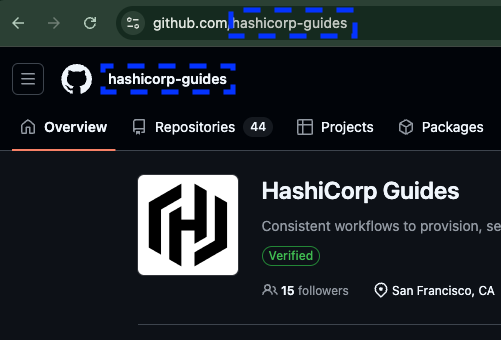 github.com/hashicorp-guides
hashicorp-guides
Overview Repositories 44 Projects Packages
HashiCorp Guides
Consistent workflows to provision, se
Verified
15 followers San Francisco, CA